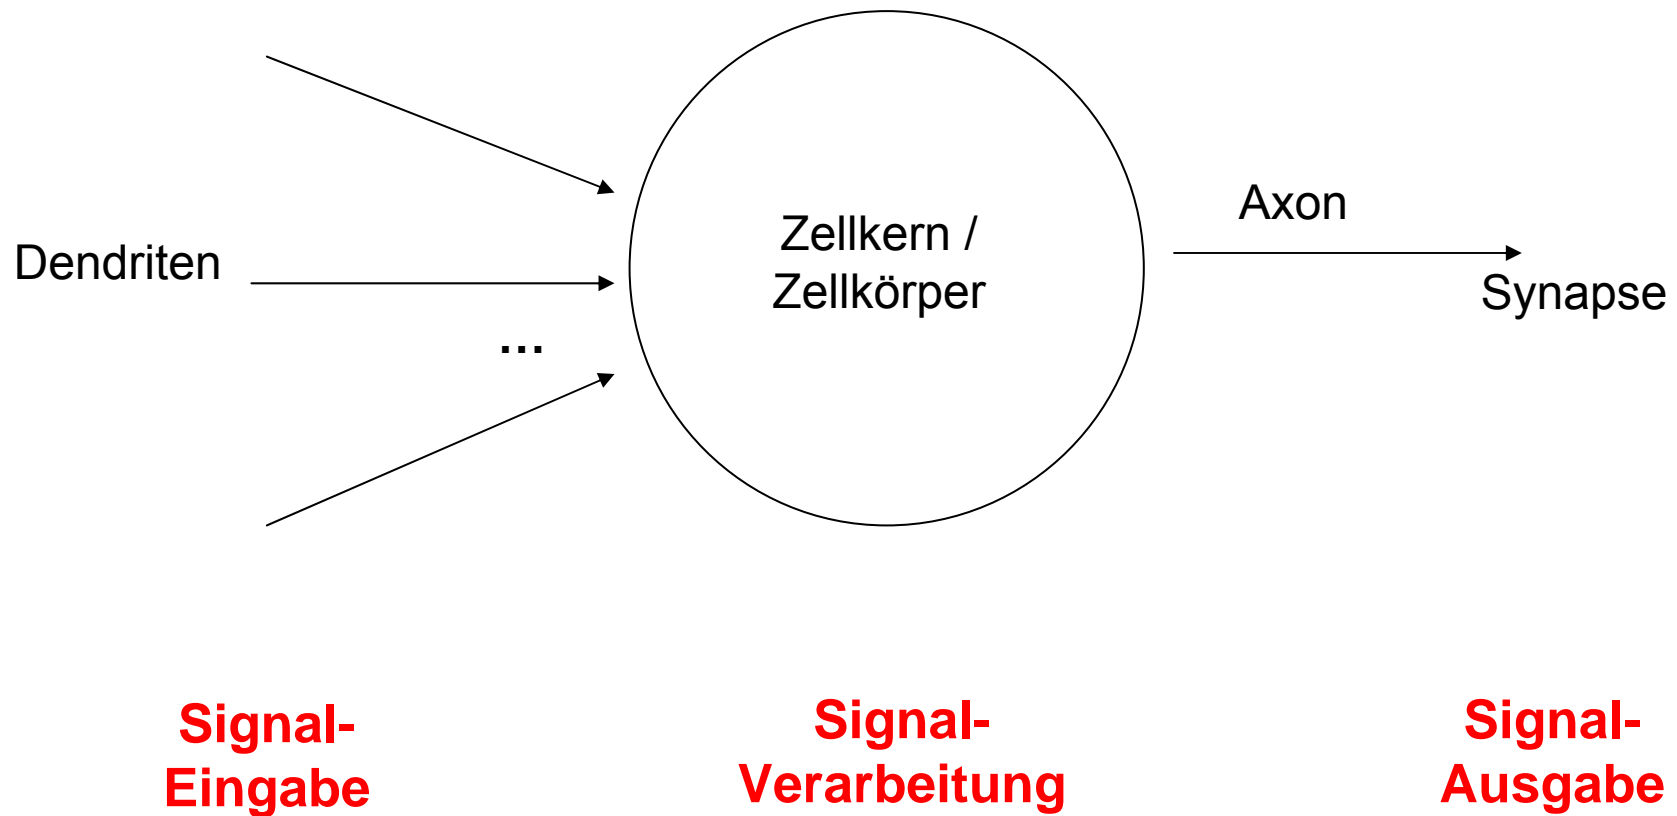 Dendriten
...
Zellkern /
Zellkörper
Axon
Synapse
Signal-
Eingabe
Signal-
Verarbeitung
Signal-
Ausgabe